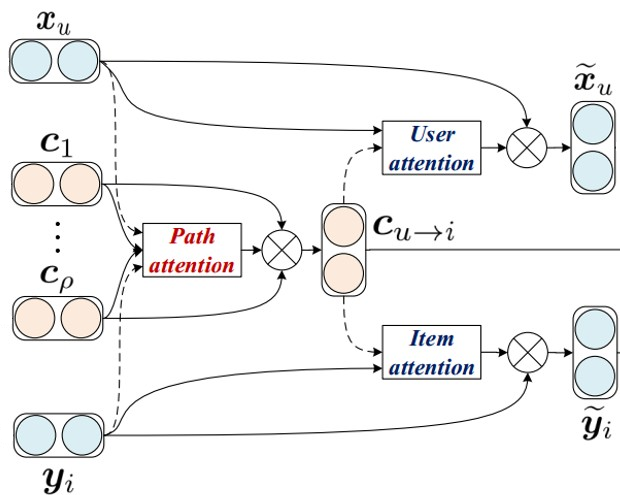 x_u
x̃_u
c_1
User
attention
⋮
Path
attention
c_{u→i}
c_ρ
Item
attention
y_i
ỹ_i